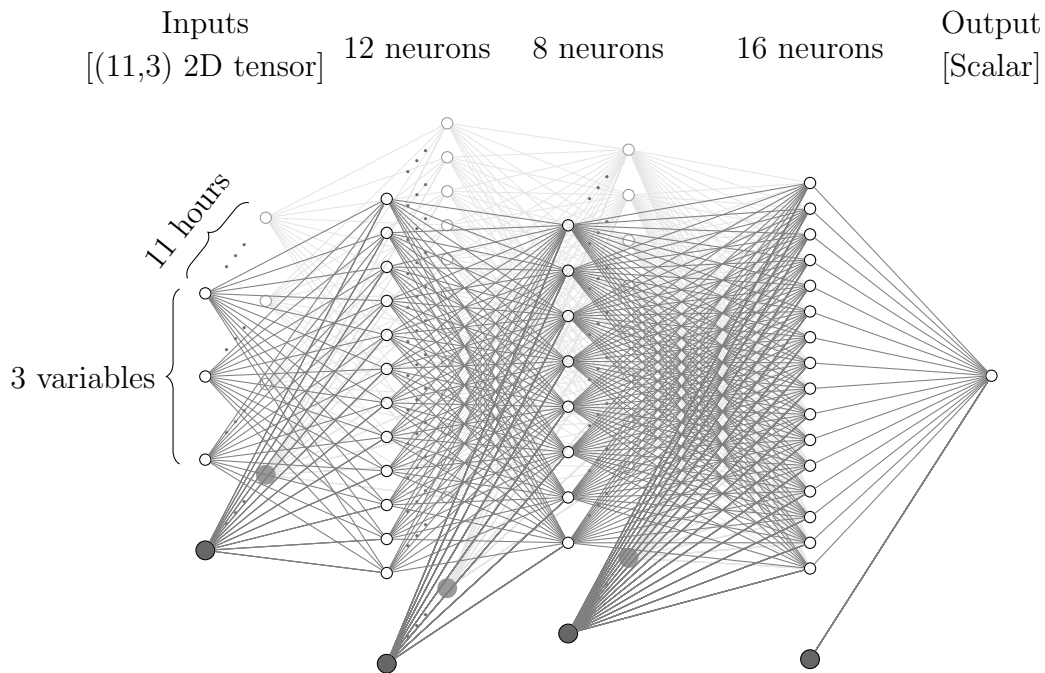 Inputs
[(11,3) 2D tensor]
12 neurons
8 neurons
16 neurons
Output
[Scalar]
11 hours
3 variables